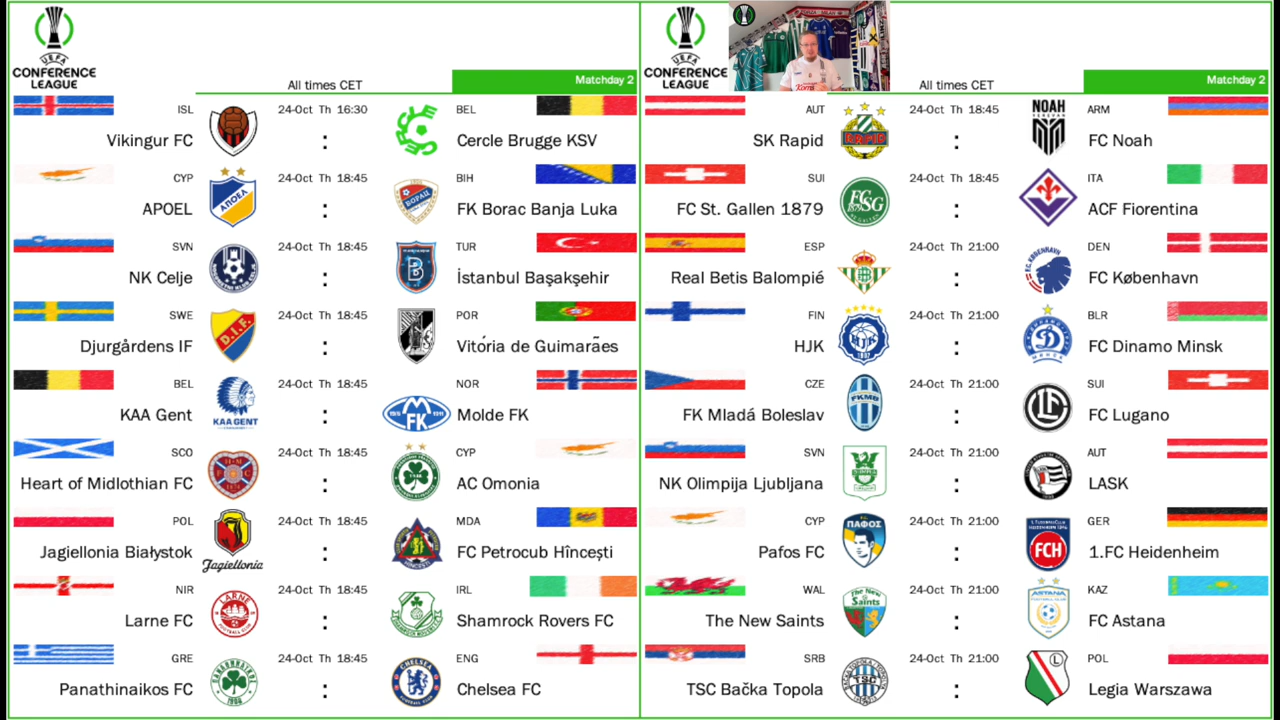 UEFA
CONFERENCE
LEAGUE
All times CET
Matchday 2
ISL 24-Oct Th 16:30 BEL
Vikingur FC : Cercle Brugge KSV
CYP 24-Oct Th 18:45 BIH
APOEL : FK Borac Banja Luka
SVN 24-Oct Th 18:45 TUR
NK Celje : İstanbul Başakşehir
SWE 24-Oct Th 18:45 POR
Djurgårdens IF : Vitória de Guimarães
BEL 24-Oct Th 18:45 NOR
KAA Gent : Molde FK
SCO 24-Oct Th 18:45 CYP
Heart of Midlothian FC : AC Omonia
POL 24-Oct Th 18:45 MDA
Jagiellonia Białystok : FC Petrocub Hîncești
NIR 24-Oct Th 18:45 IRL
Larne FC : Shamrock Rovers FC
GRE 24-Oct Th 18:45 ENG
Panathinaikos FC : Chelsea FC
UEFA
CONFERENCE
LEAGUE
All times CET
Matchday 2
AUT 24-Oct Th 18:45 ARM
SK Rapid : FC Noah
SUI 24-Oct Th 18:45 ITA
FC St. Gallen 1879 : ACF Fiorentina
ESP 24-Oct Th 21:00 DEN
Real Betis Balompié : FC København
FIN 24-Oct Th 21:00 BLR
HJK : FC Dinamo Minsk
CZE 24-Oct Th 21:00 SUI
FK Mladá Boleslav : FC Lugano
SVN 24-Oct Th 21:00 AUT
NK Olimpija Ljubljana : LASK
CYP 24-Oct Th 21:00 GER
Pafos FC : 1.FC Heidenheim
WAL 24-Oct Th 21:00 KAZ
The New Saints : FC Astana
SRB 24-Oct Th 21:00 POL
TSC Bačka Topola : Legia Warszawa